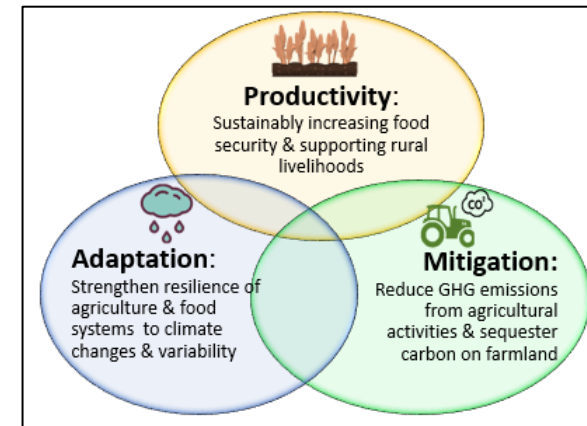 Productivity:
Sustainably increasing food
security & supporting rural
livelihoods
CO²
Adaptation:
Strengthen resilience of
agriculture & food
systems to climate
changes & variability
Mitigation:
Reduce GHG emissions
from agricultural
activities & sequester
carbon on farmland